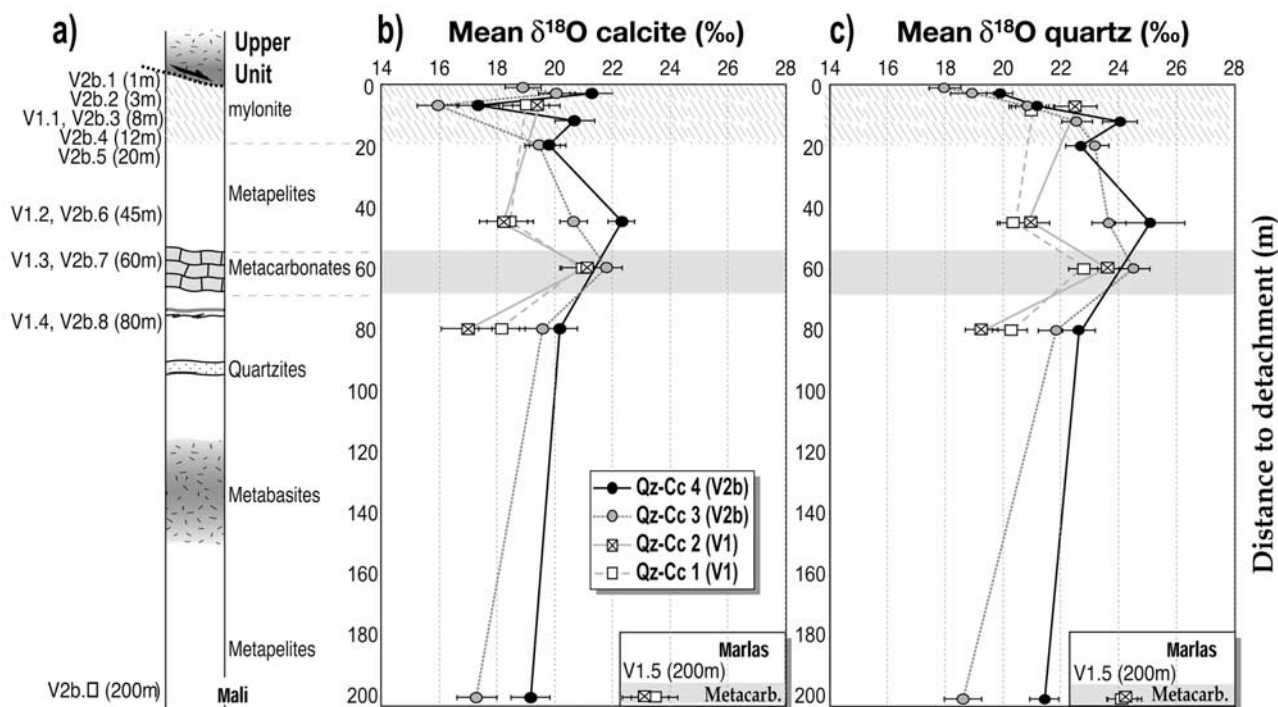 a)
Upper
Unit
V2b.1 (1m)
V2b.2 (3m)
V1.1, V2b.3 (8m)
V2b.4 (12m)
V2b.5 (20m)
mylonite
Metapelites
V1.2, V2b.6 (45m)
V1.3, V2b.7 (60m)
Metacarbonates
V1.4, V2b.8 (80m)
Quartzites
Metabasites
Metapelites
V2b.□ (200m)
Mali
b)
Mean δ18O calcite (‰)
14 16 18 20 22 24 26 28
0
20
40
60
80
100
120
140
160
180
200
Qz-Cc 4 (V2b)
Qz-Cc 3 (V2b)
Qz-Cc 2 (V1)
Qz-Cc 1 (V1)
Marlas
V1.5 (200m)
Metacarb.
c)
Mean δ18O quartz (‰)
14 16 18 20 22 24 26 28
0
20
40
60
80
100
120
140
160
180
200
Marlas
V1.5 (200m)
Metacarb.
Distance to detachment (m)